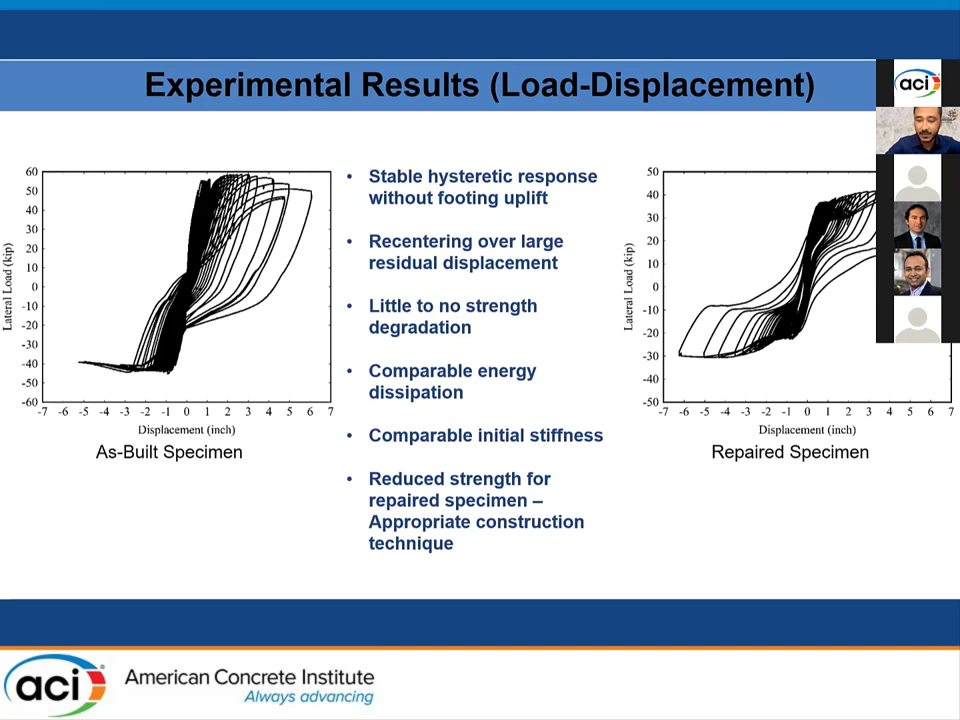 Experimental Results (Load-Displacement)
aci
60
50
40
30
20
10
0
-10
-20
-30
-40
-50
-60
Lateral Load (kip)
-7 -6 -5 -4 -3 -2 -1 0 1 2 3 4 5 6 7
Displacement (inch)
As-Built Specimen
• Stable hysteretic response
without footing uplift
• Recentering over large
residual displacement
• Little to no strength
degradation
• Comparable energy
dissipation
• Comparable initial stiffness
• Reduced strength for
repaired specimen –
Appropriate construction
technique
50
40
30
20
10
0
-10
-20
-30
-40
-50
Lateral Load (kip)
-7 -6 -5 -4 -3 -2 -1 0 1 2 3 4 5 6 7
Displacement (inch)
Repaired Specimen
aci
American Concrete Institute
Always advancing